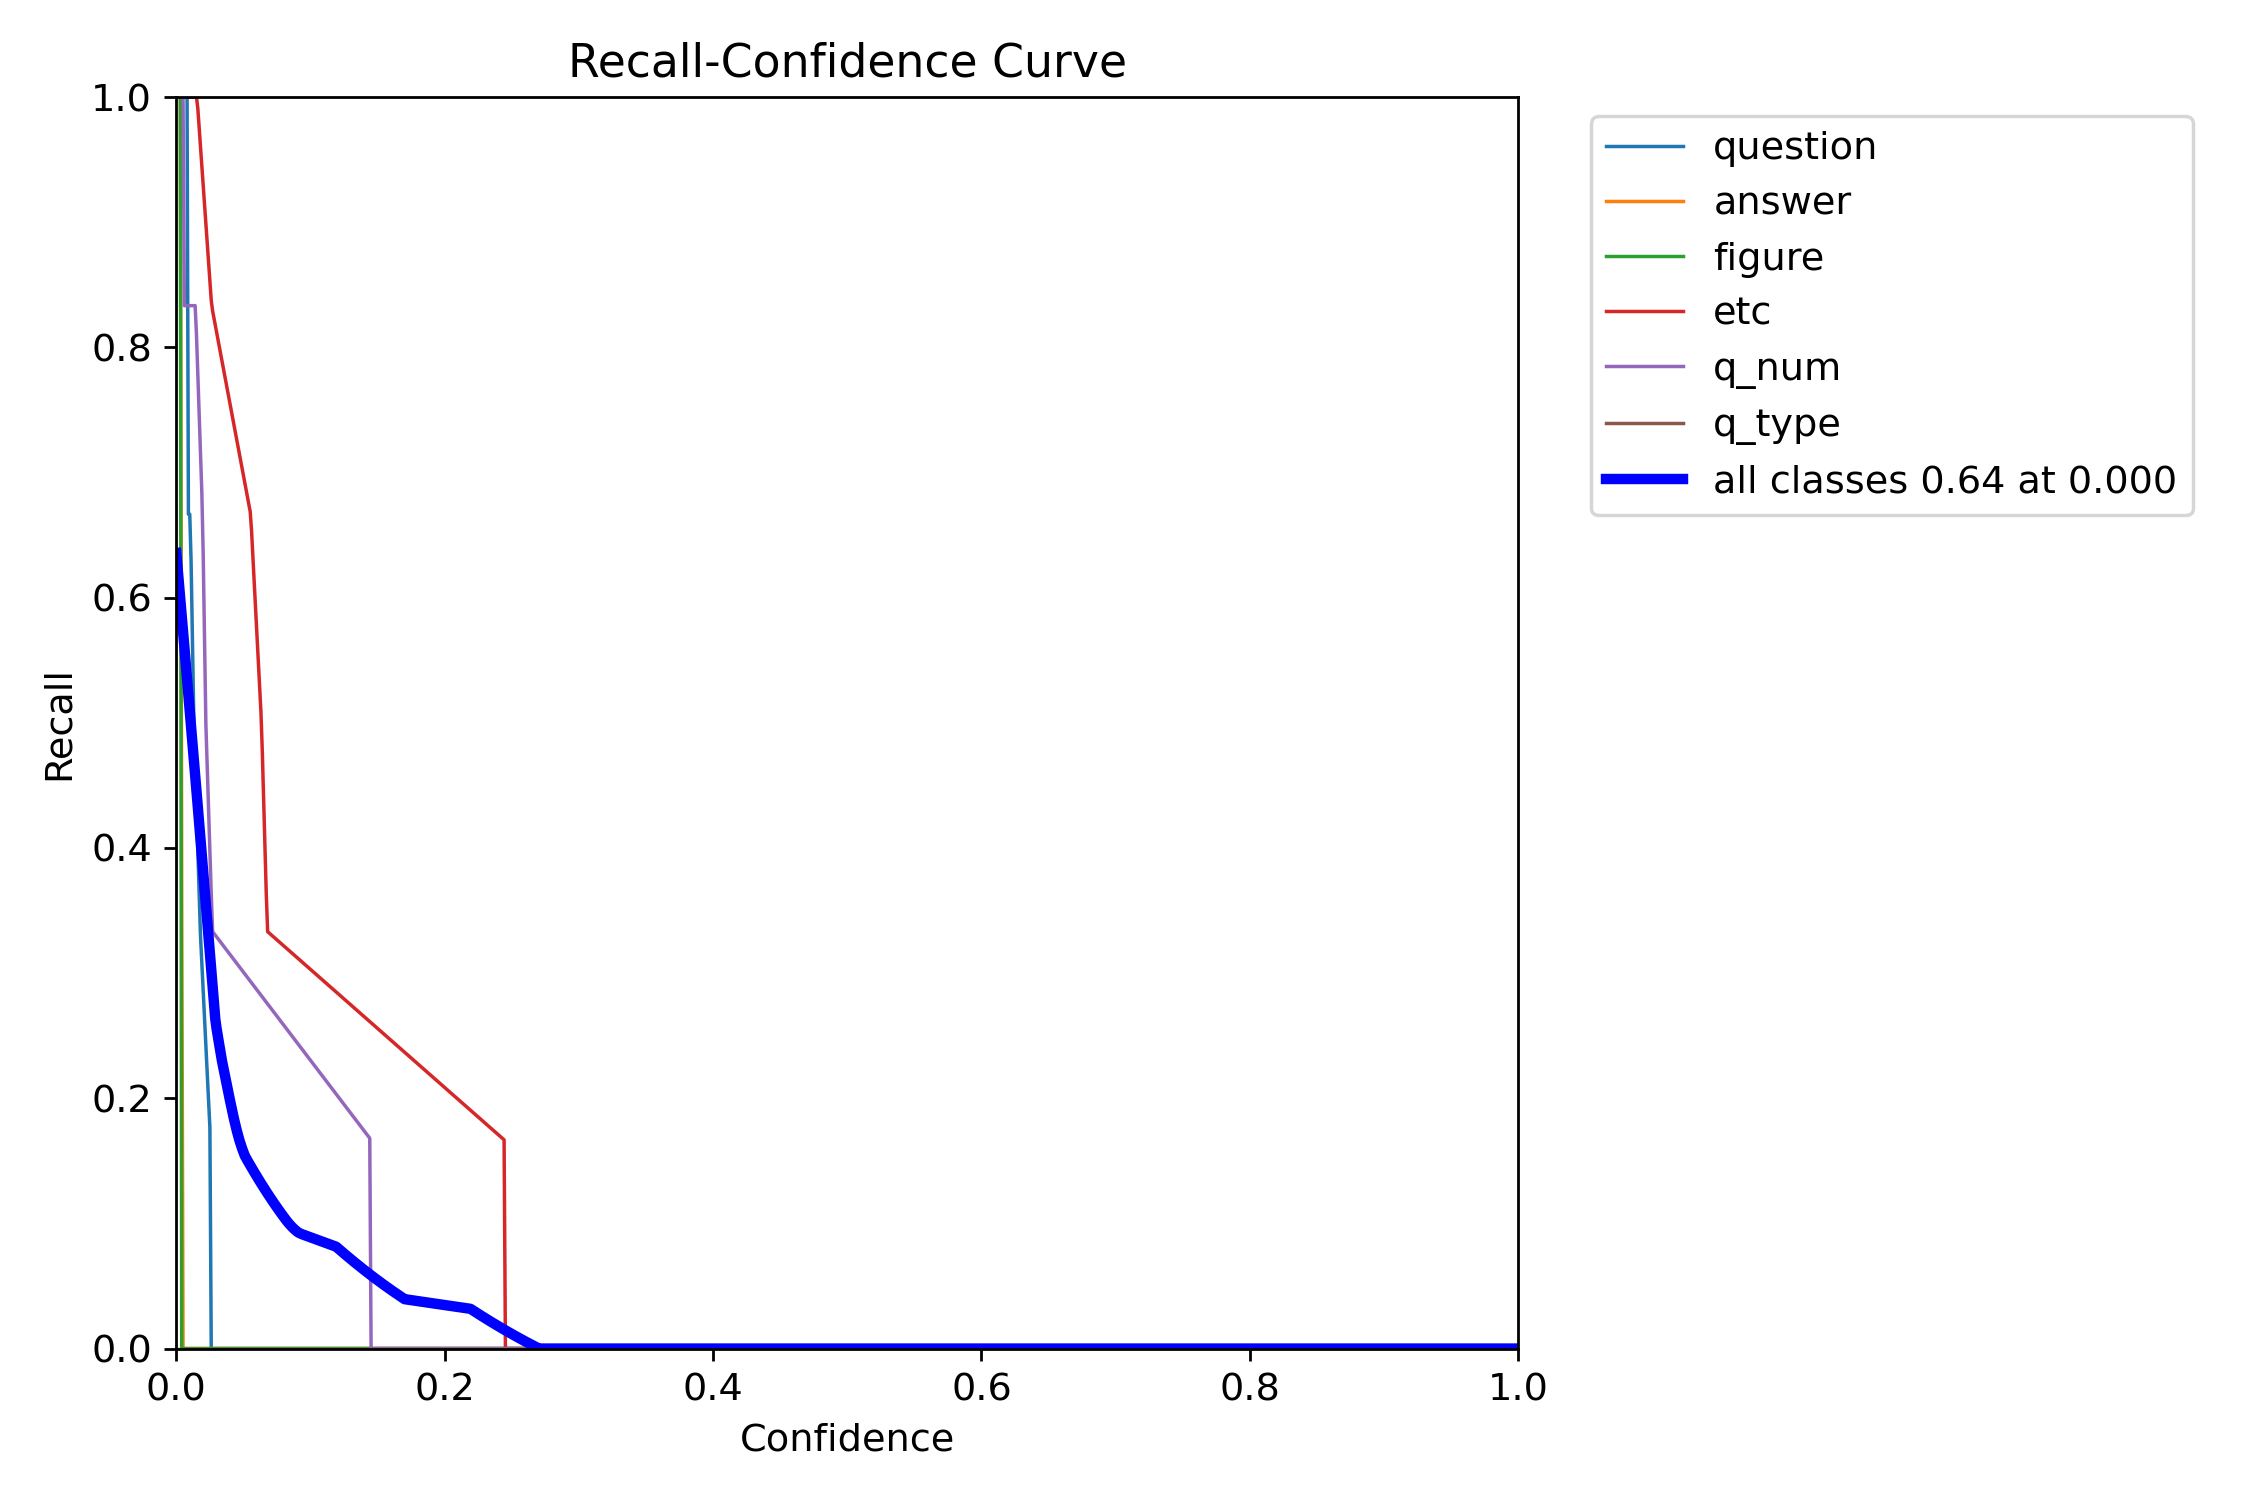 Recall-Confidence Curve
1.0
0.8
0.6
0.4
0.2
0.0
Recall
0.0 0.2 0.4 0.6 0.8 1.0
Confidence
question
answer
figure
etc
q_num
q_type
all classes 0.64 at 0.000